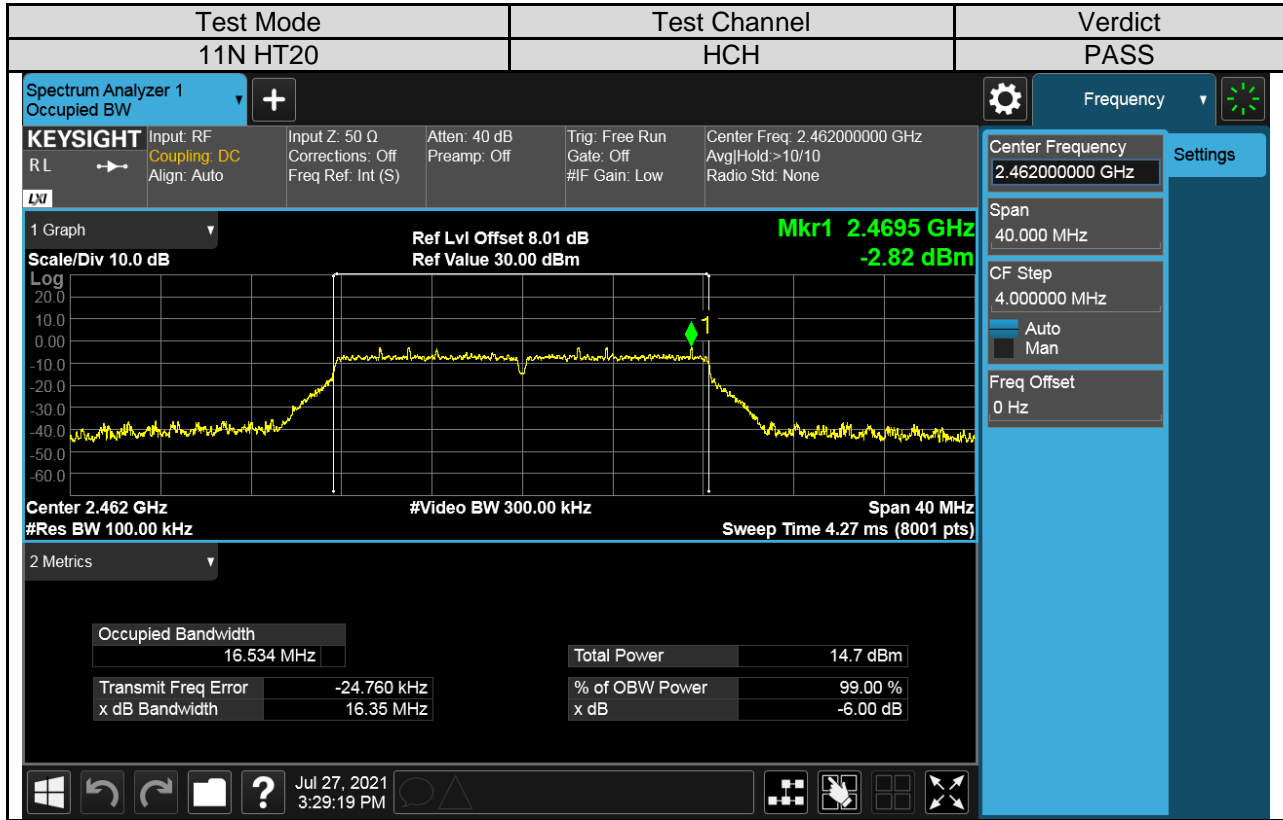 Test Mode Test Channel Verdict
11N HT20 HCH PASS
Spectrum Analyzer 1
Occupied BW
+
Frequency
KEYSIGHT Input: RF Input Z: 50 Ω Atten: 40 dB Trig: Free Run Center Freq: 2.462000000 GHz
RL Coupling: DC Corrections: Off Preamp: Off Gate: Off Avg|Hold:>10/10
Align: Auto Freq Ref: Int (S) #IF Gain: Low Radio Std: None
LXI
Center Frequency
2.462000000 GHz
Settings
Span
40.000 MHz
CF Step
4.000000 MHz
Auto
Man
Freq Offset
0 Hz
1 Graph Ref Lvl Offset 8.01 dB Mkr1 2.4695 GHz
Scale/Div 10.0 dB Ref Value 30.00 dBm -2.82 dBm
Log
20.0
10.0
1
0.00
-10.0
-20.0
-30.0
-40.0
-50.0
-60.0
Center 2.462 GHz #Video BW 300.00 kHz Span 40 MHz
#Res BW 100.00 kHz Sweep Time 4.27 ms (8001 pts)
2 Metrics
Occupied Bandwidth
16.534 MHz Total Power 14.7 dBm
Transmit Freq Error -24.760 kHz % of OBW Power 99.00 %
x dB Bandwidth 16.35 MHz x dB -6.00 dB
? Jul 27, 2021
3:29:19 PM